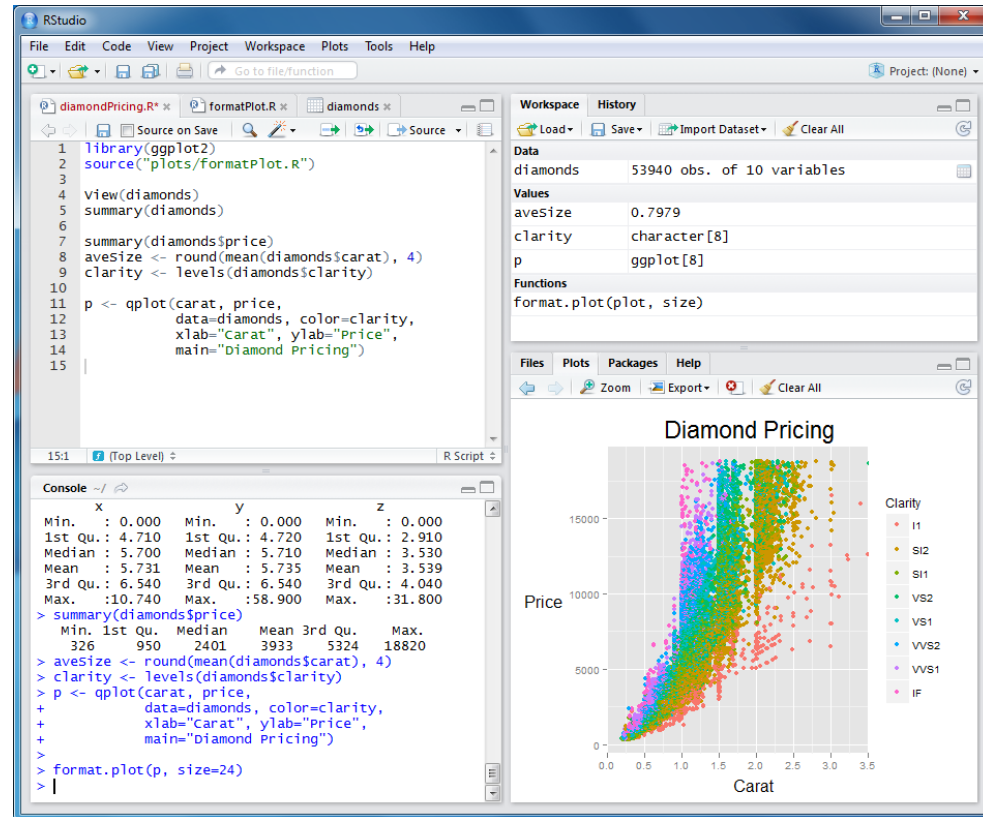 RStudio
File Edit Code View Project Workspace Plots Tools Help
Go to file/function
Project: (None)
diamondPricing.R* formatPlot.R diamonds
Source on Save Source
1 library(ggplot2)
2 source("plots/formatPlot.R")
3
4 View(diamonds)
5 summary(diamonds)
6
7 summary(diamonds$price)
8 aveSize <- round(mean(diamonds$carat), 4)
9 clarity <- levels(diamonds$clarity)
10
11 p <- qplot(carat, price,
12 data=diamonds, color=clarity,
13 xlab="Carat", ylab="Price",
14 main="Diamond Pricing")
15
15:1 (Top Level) R Script
Console ~/
x y z
Min. : 0.000 Min. : 0.000 Min. : 0.000
1st Qu.: 4.710 1st Qu.: 4.720 1st Qu.: 2.910
Median : 5.700 Median : 5.710 Median : 3.530
Mean : 5.731 Mean : 5.735 Mean : 3.539
3rd Qu.: 6.540 3rd Qu.: 6.540 3rd Qu.: 4.040
Max. :10.740 Max. :58.900 Max. :31.800
> summary(diamonds$price)
Min. 1st Qu. Median Mean 3rd Qu. Max.
326 950 2401 3933 5324 18820
> aveSize <- round(mean(diamonds$carat), 4)
> clarity <- levels(diamonds$clarity)
> p <- qplot(carat, price,
+ data=diamonds, color=clarity,
+ xlab="Carat", ylab="Price",
+ main="Diamond Pricing")
>
> format.plot(p, size=24)
>
Workspace History
Load Save Import Dataset Clear All
Data
diamonds 53940 obs. of 10 variables
Values
aveSize 0.7979
clarity character[8]
p ggplot[8]
Functions
format.plot(plot, size)
Files Plots Packages Help
Zoom Export Clear All
Diamond Pricing
Price
15000
10000
5000
0
0.0 0.5 1.0 1.5 2.0 2.5 3.0 3.5
Carat
Clarity
I1
SI2
SI1
VS2
VS1
VVS2
VVS1
IF